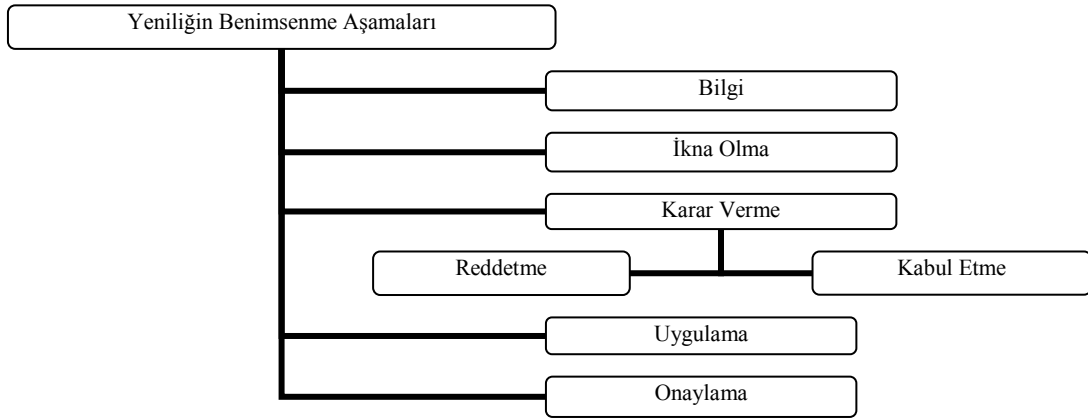 Yeniliğin Benimsenme Aşamaları
Bilgi
İkna Olma
Karar Verme
Reddetme
Kabul Etme
Uygulama
Onaylama